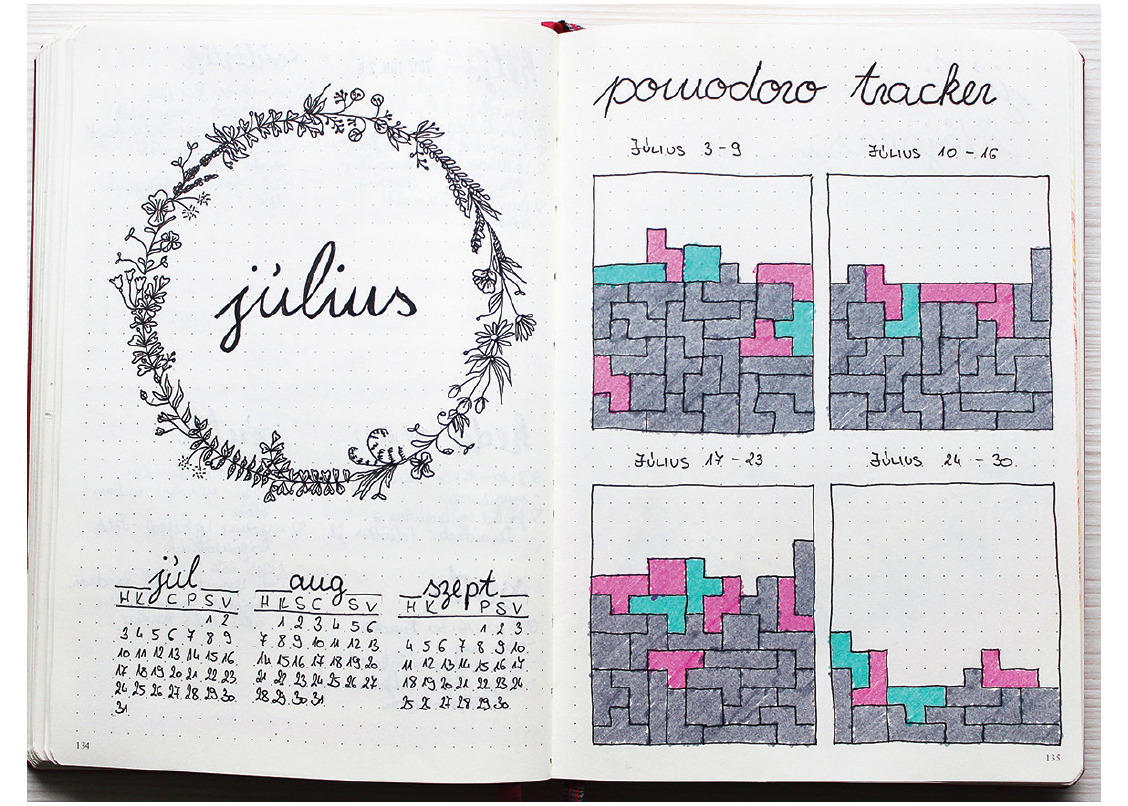 július
júl
H K C P S V
1 2
3 4 5 6 7 8 9
10 11 12 13 14 15 16
17 18 19 20 21 22 23
24 25 26 27 28 29 30
31
aug
H K S C S V
1 2 3 4 5 6
7 8 9 10 11 12 13
14 15 16 17 18 19 20
21 22 23 24 25 26 27
28 29 30 31
szept
H K P S V
1 2 3
4 5 6 7 8 9 10
11 12 13 14 15 16 17
18 19 20 21 22 23 24
25 26 27 28 29 30
134
pomodoro tracker
JÚLIUS 3-9
JÚLIUS 10-16
JÚLIUS 17-23
JÚLIUS 24-30.
135